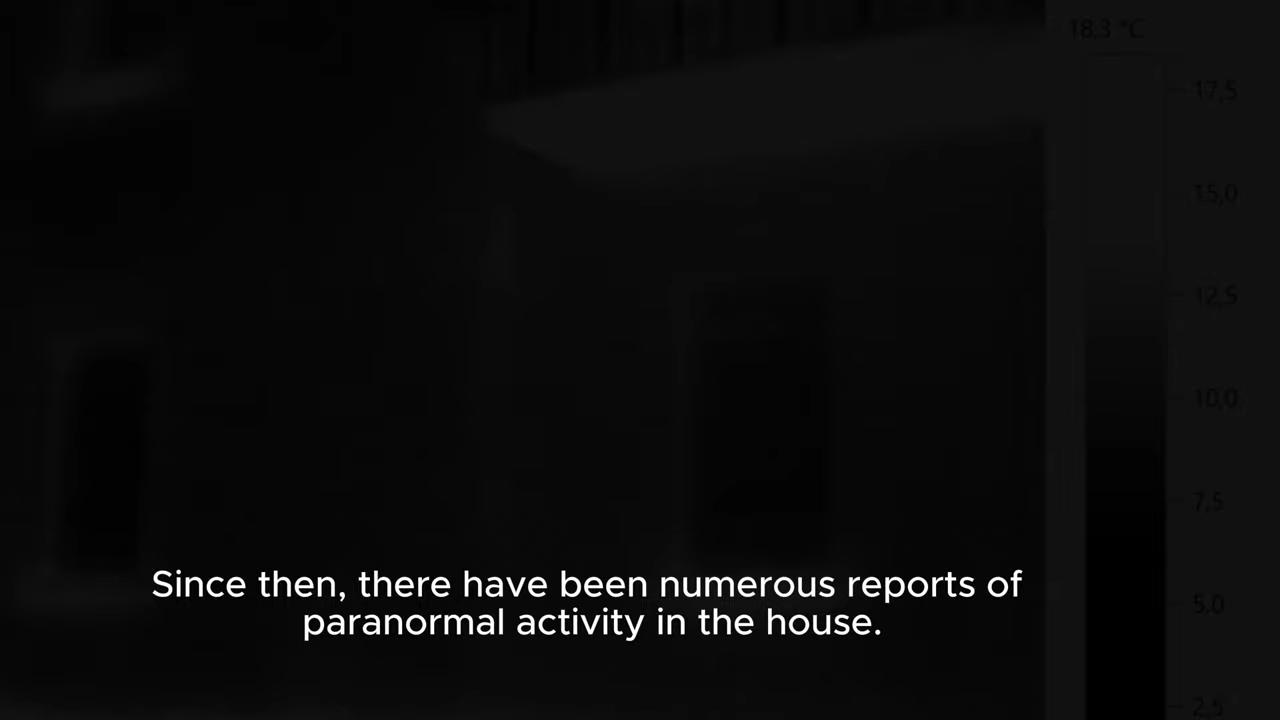 18,3 °C
17,5
15,0
12,5
10,0
7,5
5,0
2,5
Since then, there have been numerous reports of
paranormal activity in the house.